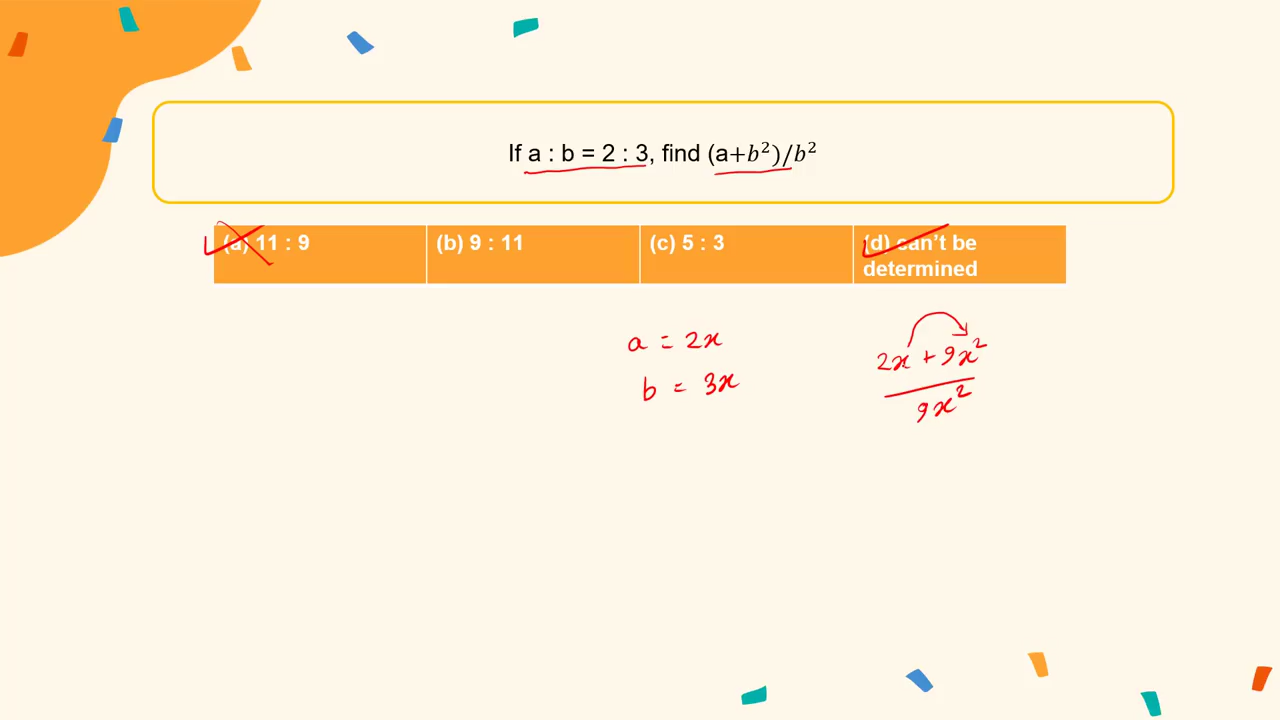 If a : b = 2 : 3, find (a+b²)/b²
(a) 11 : 9
(b) 9 : 11
(c) 5 : 3
(d) can't be
determined
a = 2x
b = 3x
2x + 9x²
9x²